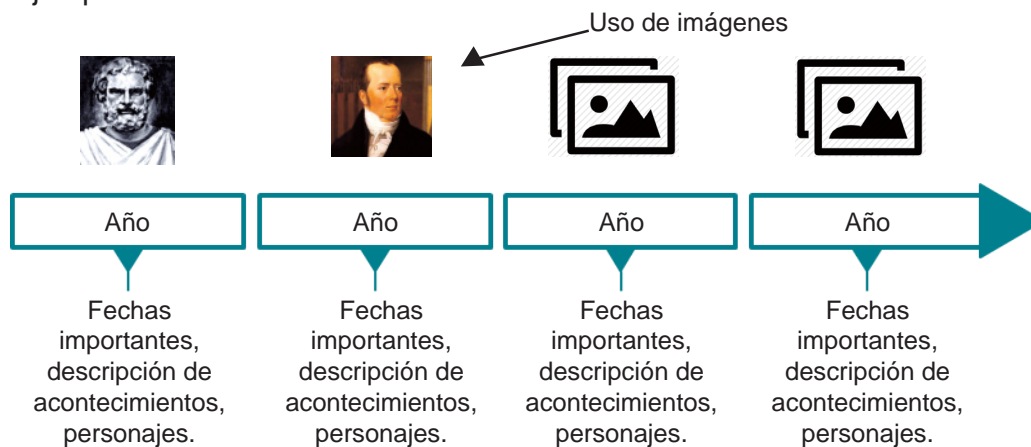 Uso de imágenes
Año
Año
Año
Año
Fechas
importantes,
descripción de
acontecimientos,
personajes.
Fechas
importantes,
descripción de
acontecimientos,
personajes.
Fechas
importantes,
descripción de
acontecimientos,
personajes.
Fechas
importantes,
descripción de
acontecimientos,
personajes.